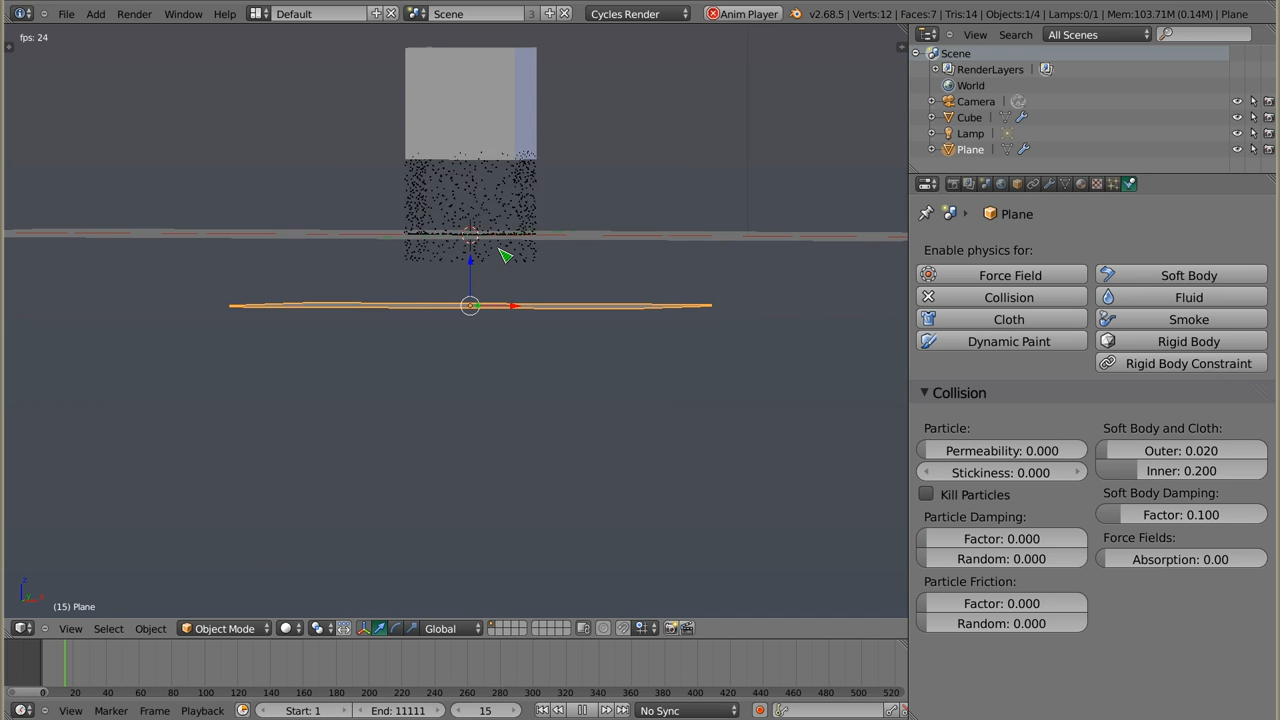 File Add Render Window Help Default Scene 3 Cycles Render Anim Player v2.68.5 | Verts:12 | Faces:7 | Tris:14 | Objects:1/4 | Lamps:0/1 | Mem:103.71M (0.14M) | Plane
fps: 24
View Search All Scenes
Scene
RenderLayers
World
Camera
Cube
Lamp
Plane
Plane
Enable physics for:
Force Field Soft Body
Collision Fluid
Cloth Smoke
Dynamic Paint Rigid Body
Rigid Body Constraint
Collision
Particle: Soft Body and Cloth:
Permeability: 0.000 Outer: 0.020
Stickiness: 0.000 Inner: 0.200
Kill Particles Soft Body Damping:
Particle Damping: Factor: 0.100
Factor: 0.000 Force Fields:
Random: 0.000 Absorption: 0.00
Particle Friction:
Factor: 0.000
Random: 0.000
z
y x
(15) Plane
View Select Object Object Mode Global
0 20 40 60 80 100 120 140 160 180 200 220 240 260 280 300 320 340 360 380 400 420 440 460 480 500 520
View Marker Frame Playback Start: 1 End: 11111 15 No Sync